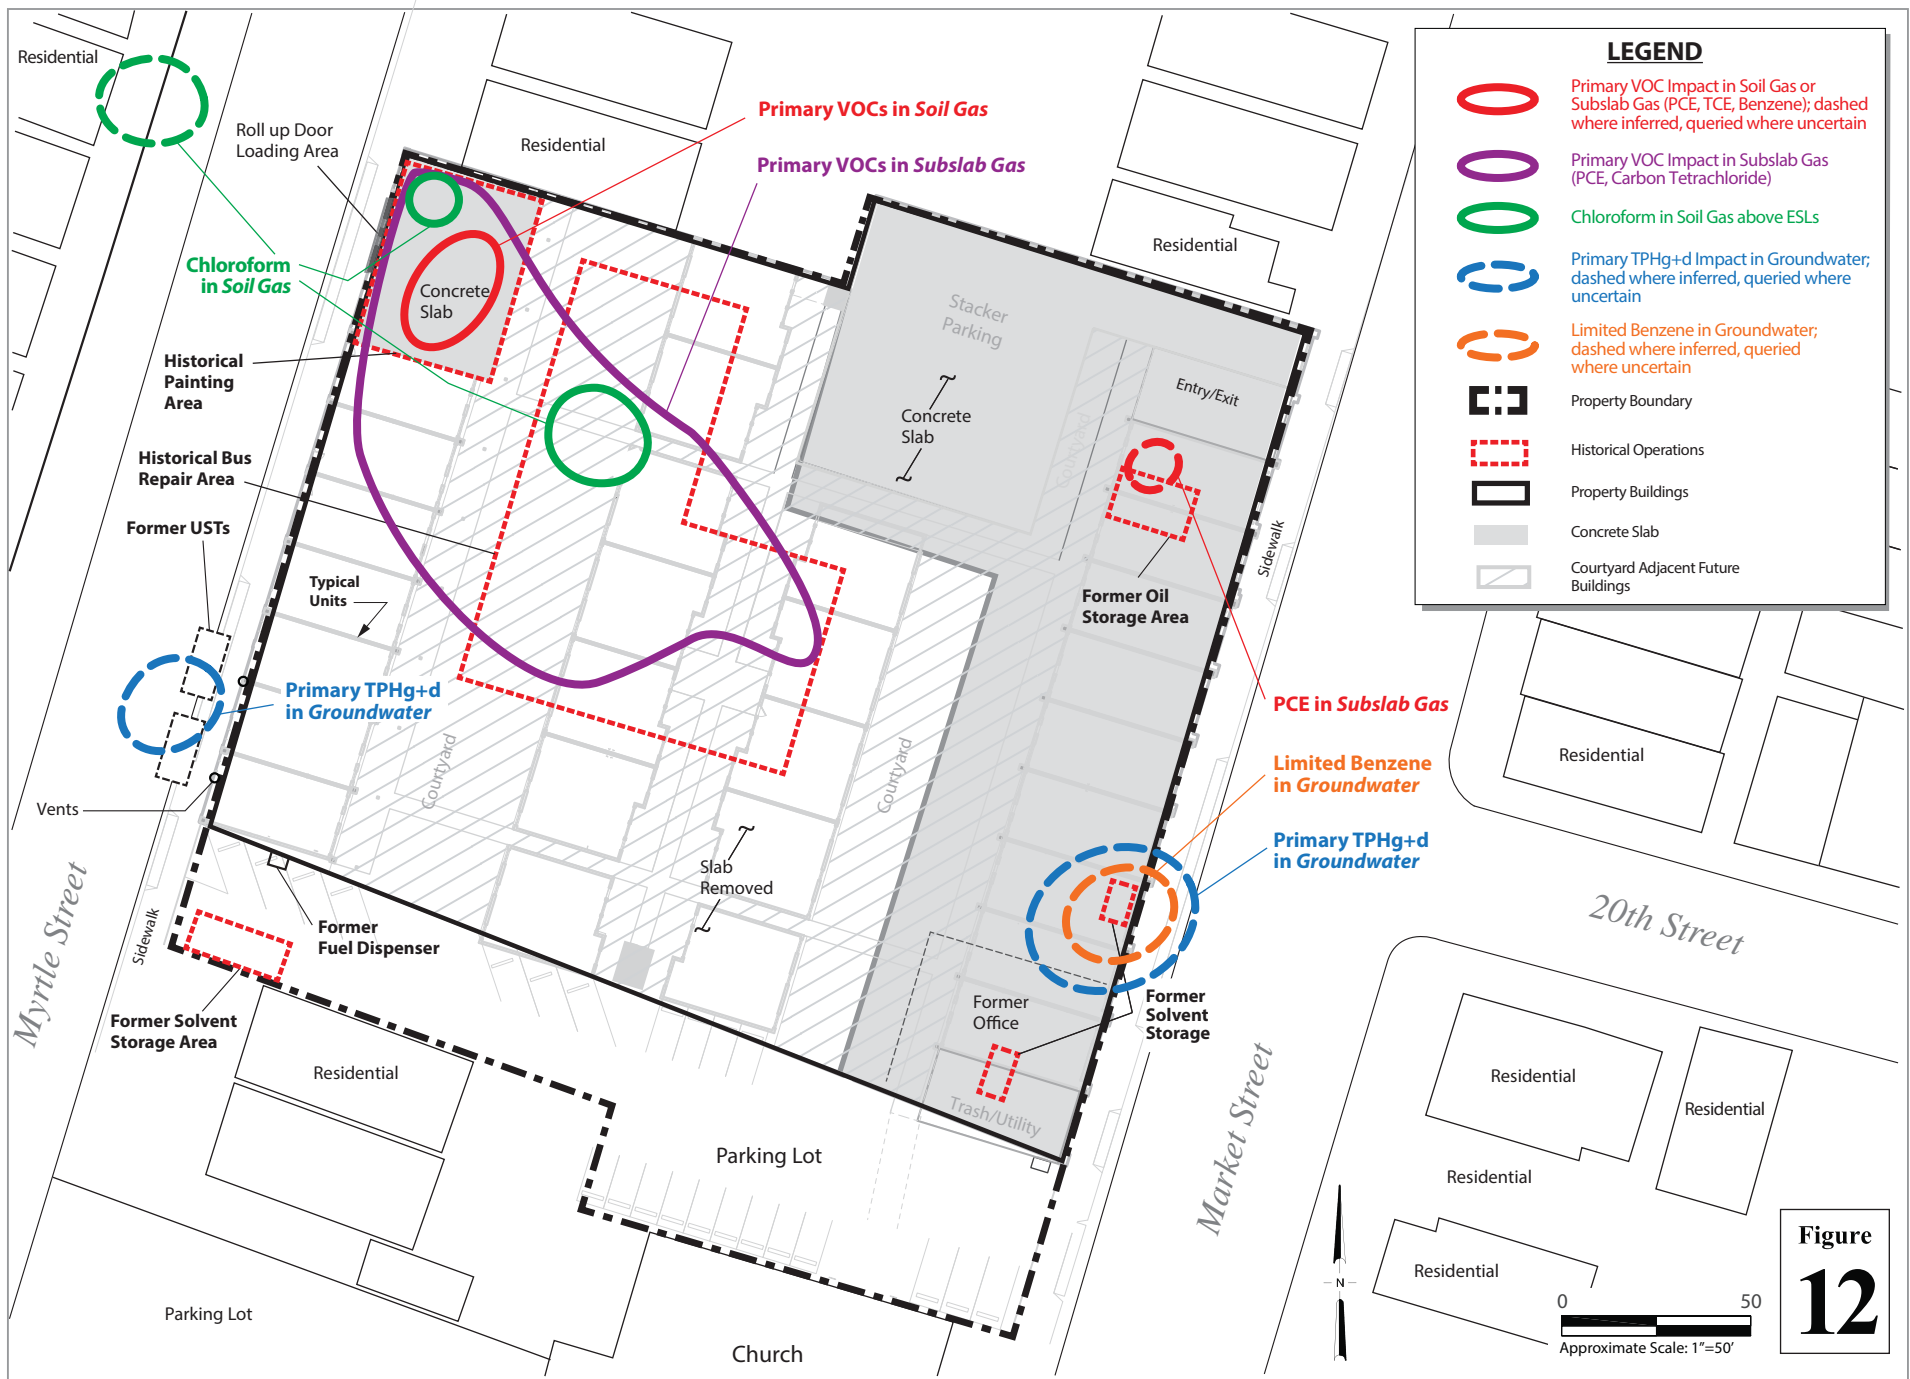 Residential
Roll up Door
Loading Area
Primary VOCs in Soil Gas
Residential
Primary VOCs in Subslab Gas
Residential
Chloroform
in Soil Gas
Concrete
Slab
Stacker
Parking
Historical
Painting
Area
Entry/Exit
Concrete
Slab
Courtyard
Historical Bus
Repair Area
Former USTs
Sidewalk
Typical
Units
Former Oil
Storage Area
Primary TPHg+d
in Groundwater
PCE in Subslab Gas
Courtyard
Courtyard
Limited Benzene
in Groundwater
Residential
Vents
Primary TPHg+d
in Groundwater
Slab
Removed
Myrtle Street
Sidewalk
Former
Fuel Dispenser
20th Street
Former Solvent
Storage Area
Former
Office
Former
Solvent
Storage
Residential
Trash/Utility
Market Street
Residential
Residential
Parking Lot
Residential
Residential
Parking Lot
Church
N
LEGEND
Primary VOC Impact in Soil Gas or
Subslab Gas (PCE, TCE, Benzene); dashed
where inferred, queried where uncertain
Primary VOC Impact in Subslab Gas
(PCE, Carbon Tetrachloride)
Chloroform in Soil Gas above ESLs
Primary TPHg+d Impact in Groundwater;
dashed where inferred, queried where
uncertain
Limited Benzene in Groundwater;
dashed where inferred, queried
where uncertain
Property Boundary
Historical Operations
Property Buildings
Concrete Slab
Courtyard Adjacent Future
Buildings
0 50
Approximate Scale: 1"=50'
Figure
12